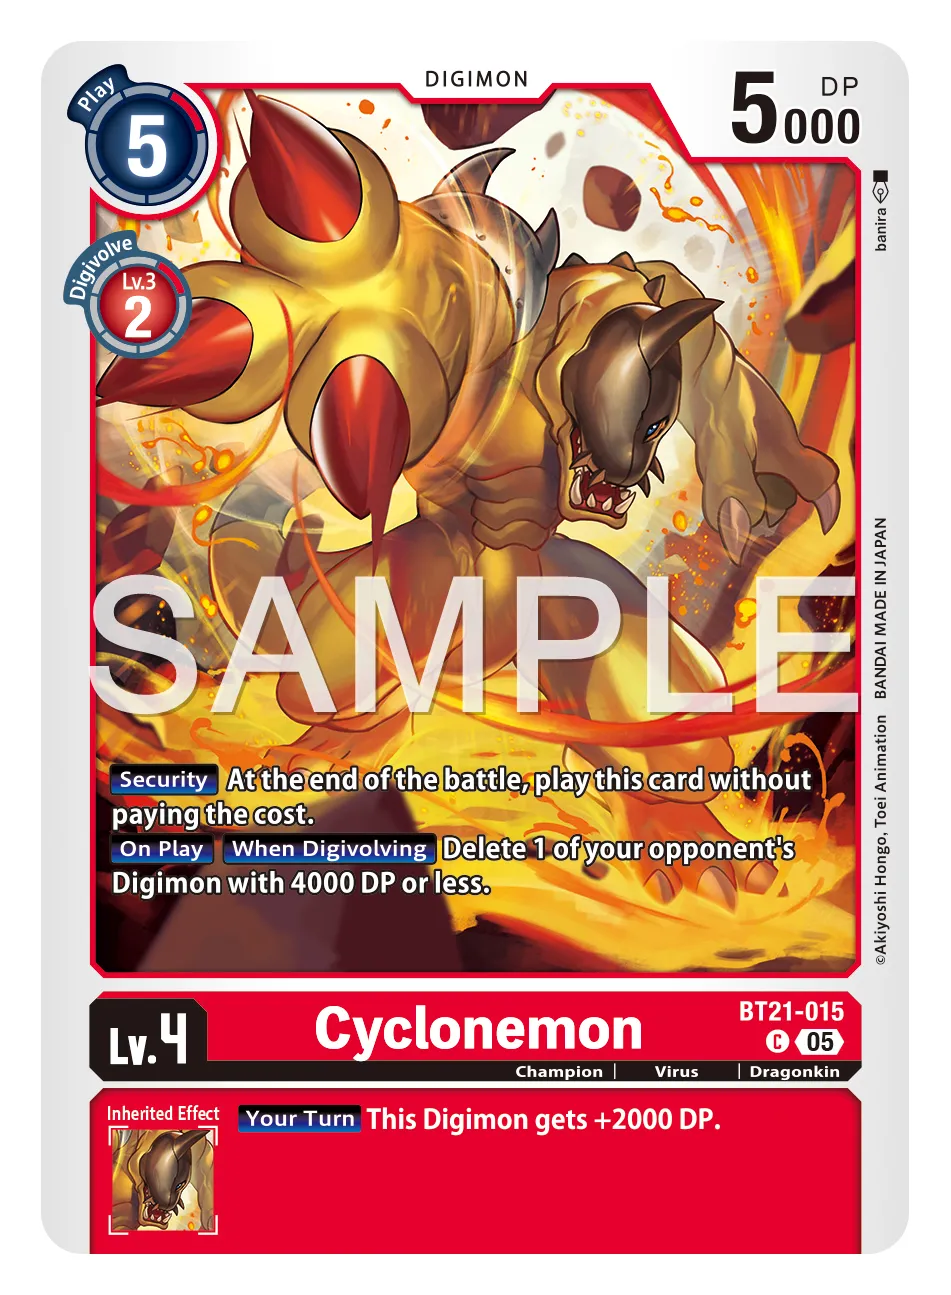 DIGIMON
Play
5
DP
5000
Digivolve
Lv.3
2
banira
SAMPLE
Security At the end of the battle, play this card without
paying the cost.
On Play When Digivolving Delete 1 of your opponent's
Digimon with 4000 DP or less.
©Akiyoshi Hongo, Toei Animation BANDAI MADE IN JAPAN
Lv.4
Cyclonemon
BT21-015
C 05
Champion | Virus | Dragonkin
Inherited Effect
Your Turn This Digimon gets +2000 DP.